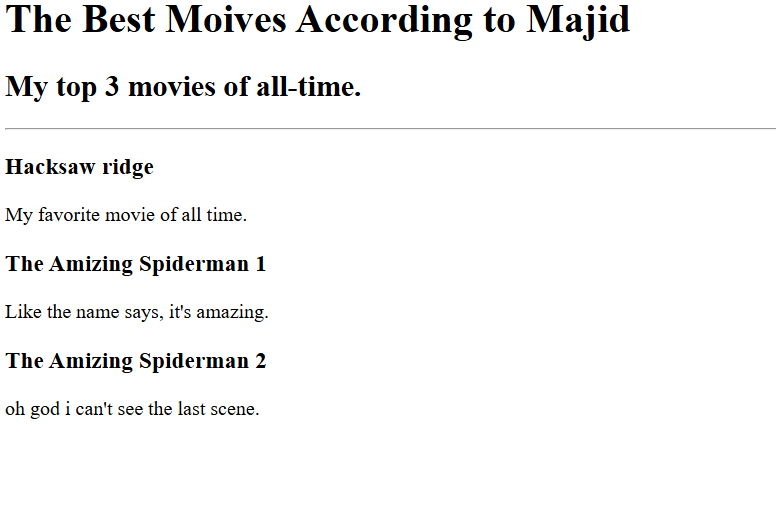 The Best Moives According to Majid
My top 3 movies of all-time.
Hacksaw ridge
My favorite movie of all time.
The Amizing Spiderman 1
Like the name says, it's amazing.
The Amizing Spiderman 2
oh god i can't see the last scene.